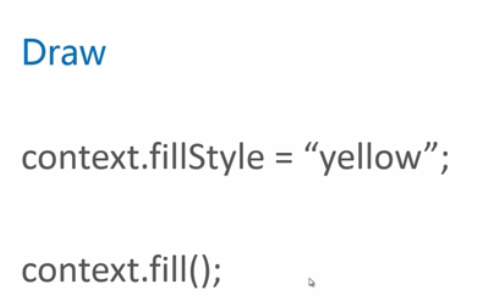 Draw
context.fillStyle = “yellow”;
context.fill();